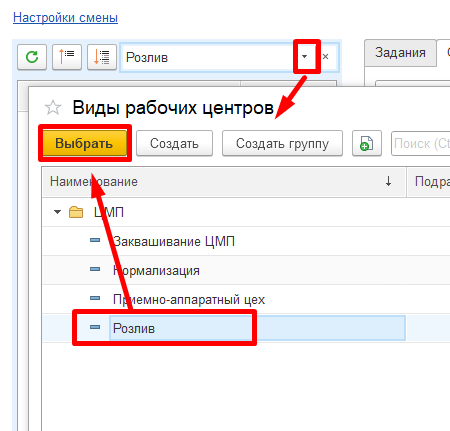 Настройки смены
Розлив
Задания
Виды рабочих центров
Выбрать Создать Создать группу Поиск (Ct
Наименование Подра
ЦМП
Заквашивание ЦМП
Нормализация
Приемно-аппаратный цех
Розлив